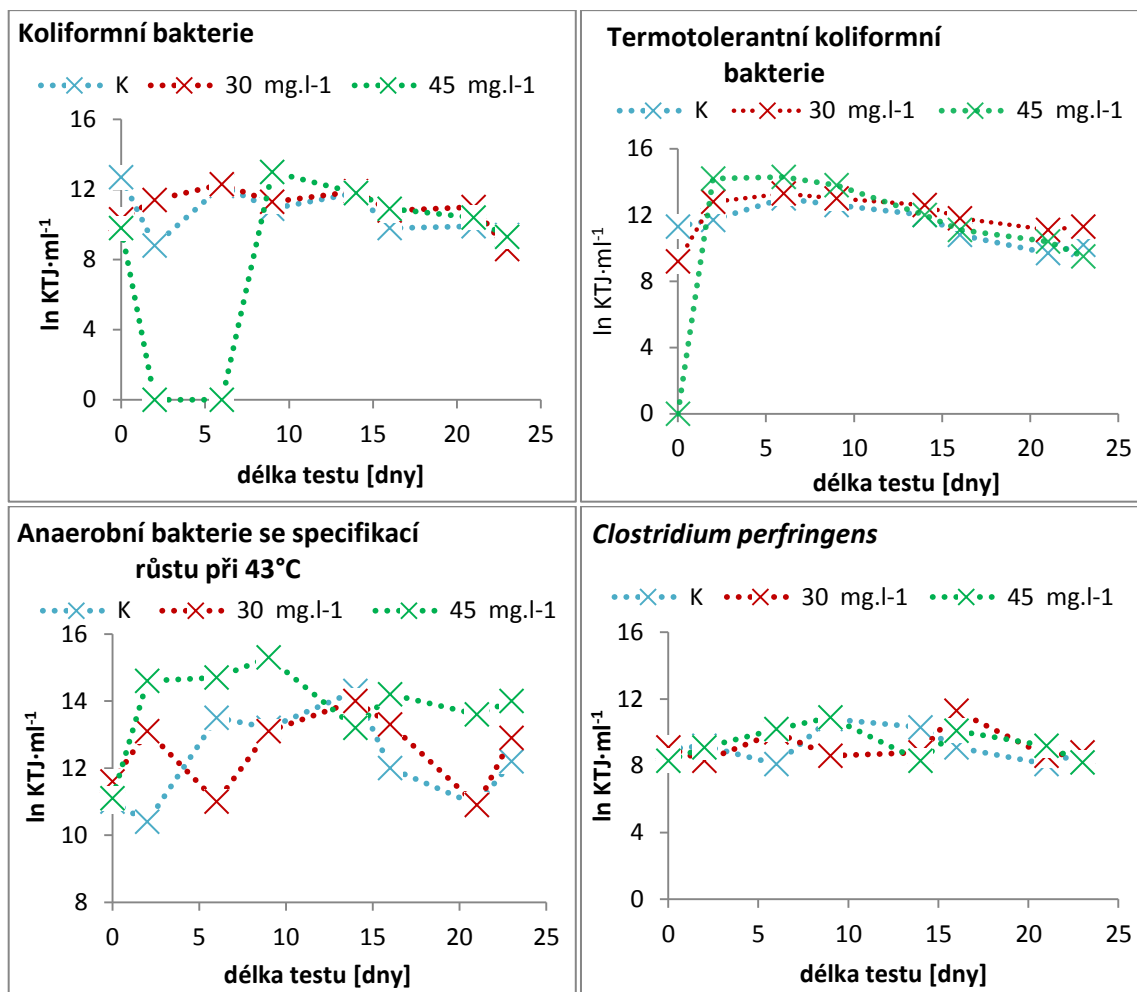 Koliformní bakterie
K 30 mg.l-1 45 mg.l-1
16
12
8
4
0
ln KTJ·ml-1
0 5 10 15 20 25
délka testu [dny]
Termotolerantní koliformní
bakterie
K 30 mg.l-1 45 mg.l-1
16
12
8
4
0
ln KTJ·ml-1
0 5 10 15 20 25
délka testu [dny]
Anaerobní bakterie se specifikací
růstu při 43°C
K 30 mg.l-1 45 mg.l-1
16
14
12
10
8
ln KTJ·ml-1
0 5 10 15 20 25
délka testu [dny]
Clostridium perfringens
K 30 mg.l-1 45 mg.l-1
16
12
8
4
0
ln KTJ·ml-1
0 5 10 15 20 25
délka testu [dny]